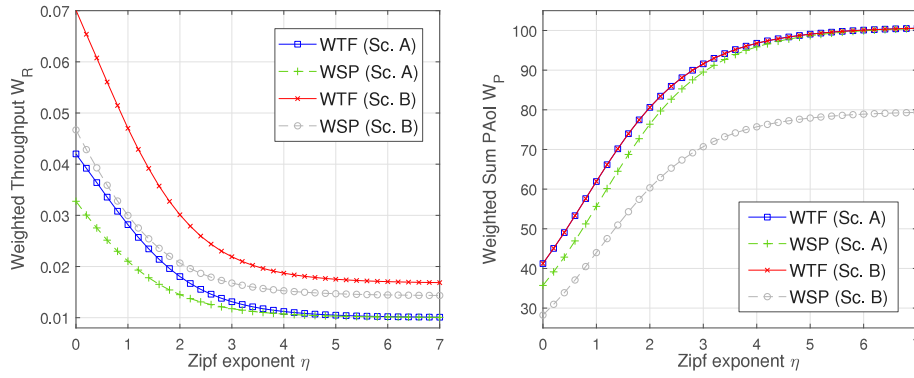 Weighted Throughput W_R
0.07
0.06
0.05
0.04
0.03
0.02
0.01
0 1 2 3 4 5 6 7
Zipf exponent η
WTF (Sc. A)
WSP (Sc. A)
WTF (Sc. B)
WSP (Sc. B)
Weighted Sum PAoI W_P
100
90
80
70
60
50
40
30
0 1 2 3 4 5 6 7
Zipf exponent η
WTF (Sc. A)
WSP (Sc. A)
WTF (Sc. B)
WSP (Sc. B)